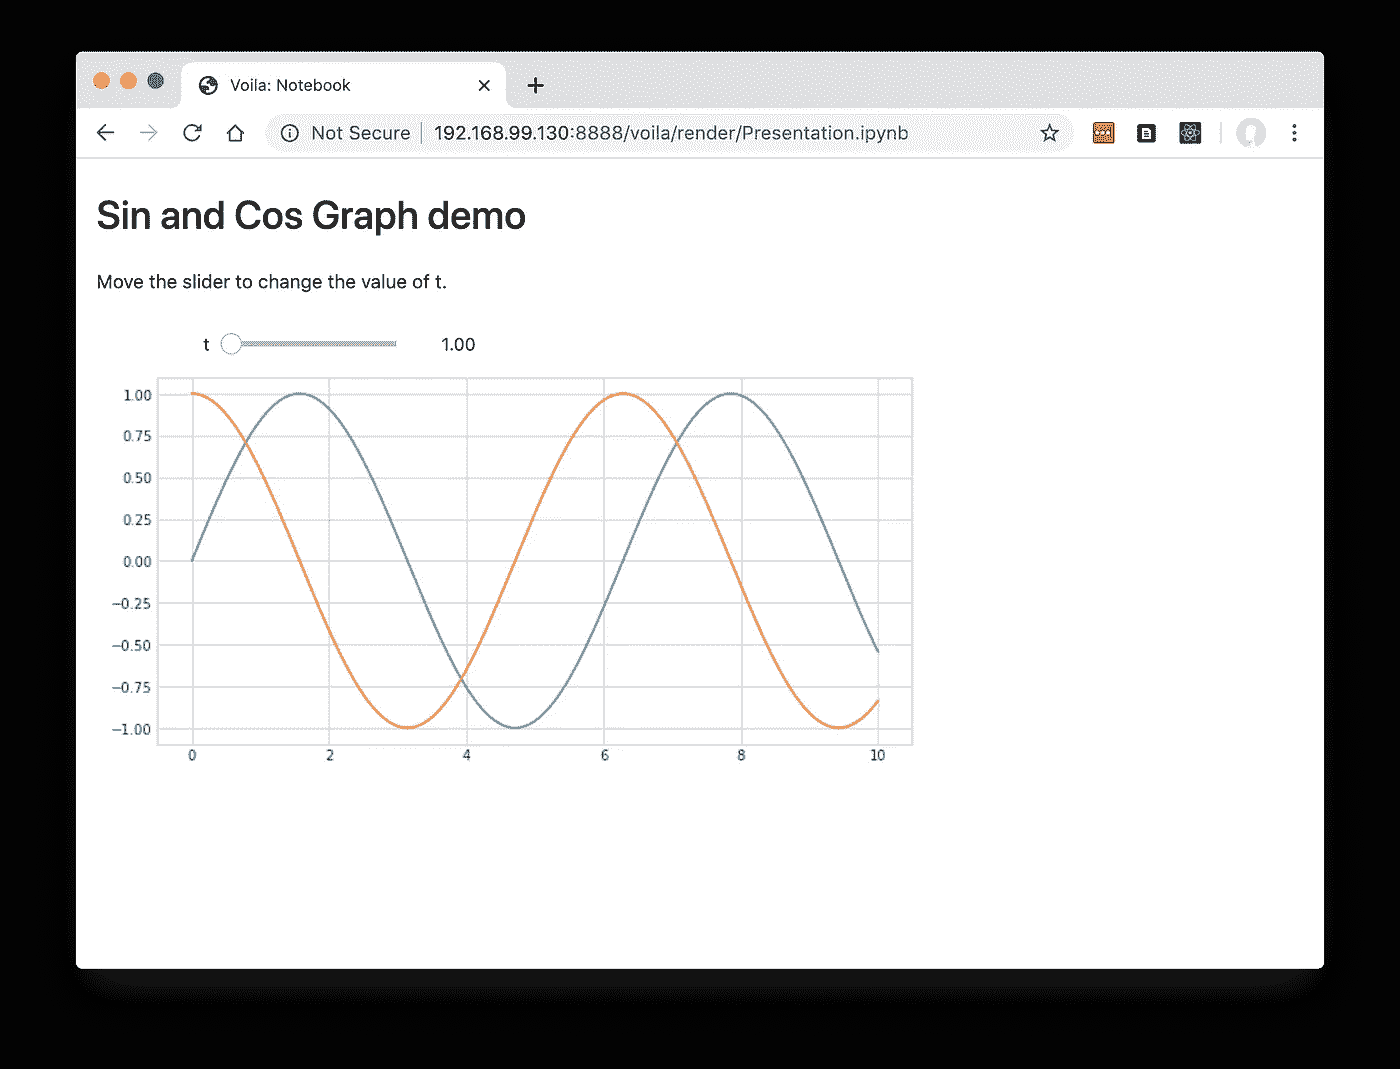 Voila: Notebook
Not Secure 192.168.99.130:8888/voila/render/Presentation.ipynb
Sin and Cos Graph demo
Move the slider to change the value of t.
t 1.00
1.00
0.75
0.50
0.25
0.00
−0.25
−0.50
−0.75
−1.00
0 2 4 6 8 10